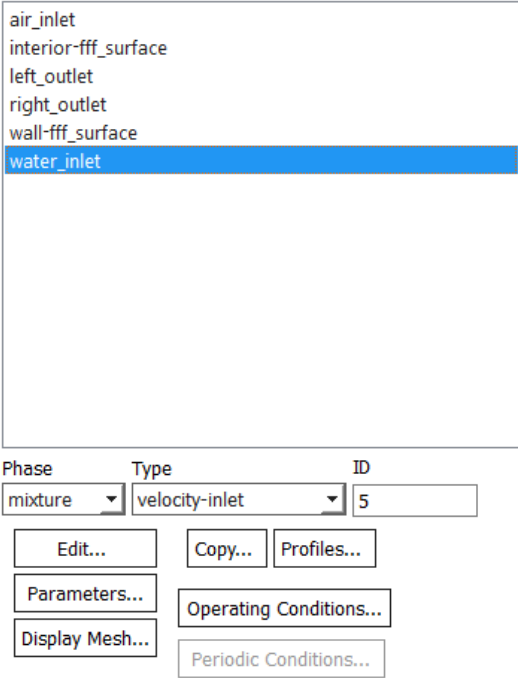 air_inlet
interior-fff_surface
left_outlet
right_outlet
wall-fff_surface
water_inlet
Phase Type ID
mixture velocity-inlet 5
Edit... Copy... Profiles...
Parameters...
Operating Conditions...
Display Mesh...
Periodic Conditions...